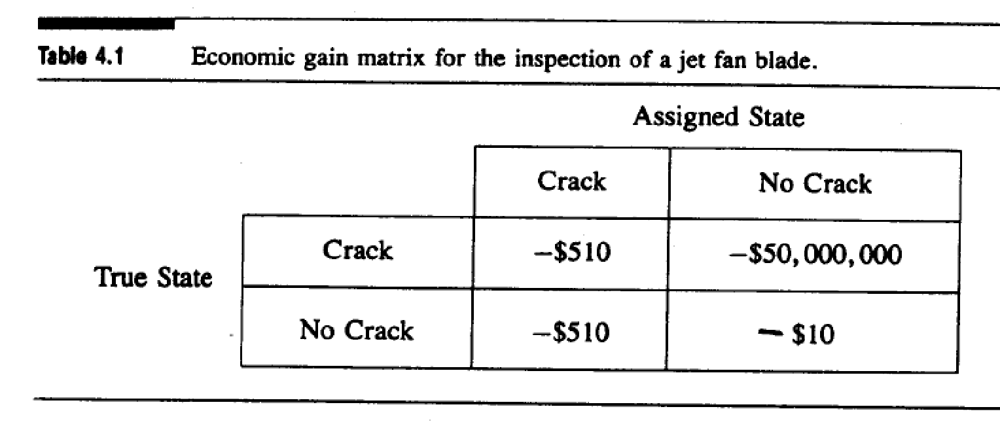 Table 4.1 Economic gain matrix for the inspection of a jet fan blade.
Assigned State
Crack No Crack
Crack –$510 –$50,000,000
True State
No Crack –$510 – $10